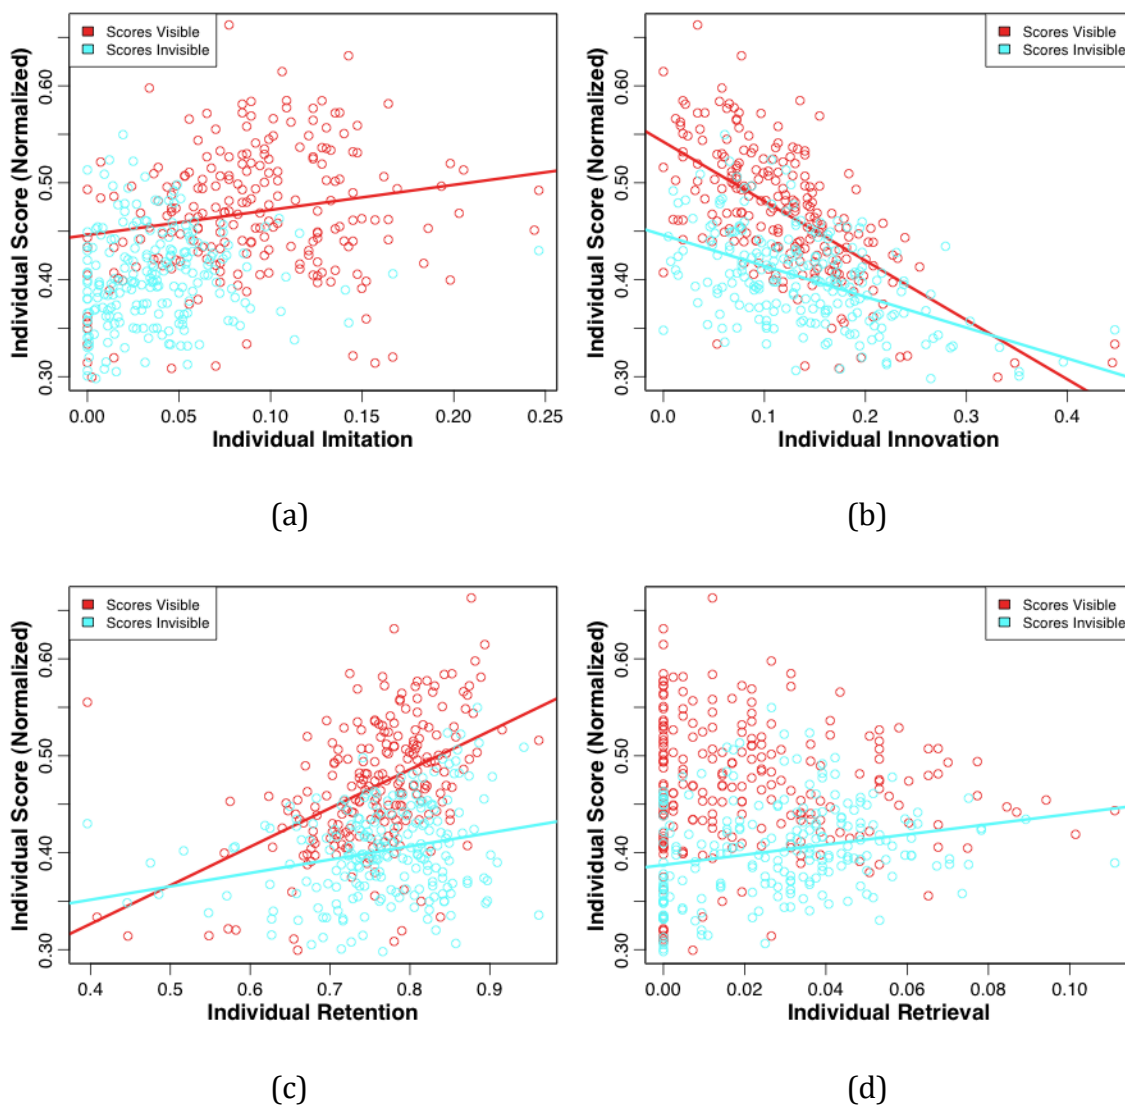 Scores Visible
Scores Invisible
Individual Score (Normalized)
0.30 0.40 0.50 0.60
0.00 0.05 0.10 0.15 0.20 0.25
Individual Imitation
(a)
Scores Visible
Scores Invisible
Individual Score (Normalized)
0.30 0.40 0.50 0.60
0.0 0.1 0.2 0.3 0.4
Individual Innovation
(b)
Scores Visible
Scores Invisible
Individual Score (Normalized)
0.30 0.40 0.50 0.60
0.4 0.5 0.6 0.7 0.8 0.9
Individual Retention
(c)
Scores Visible
Scores Invisible
Individual Score (Normalized)
0.30 0.40 0.50 0.60
0.00 0.02 0.04 0.06 0.08 0.10
Individual Retrieval
(d)